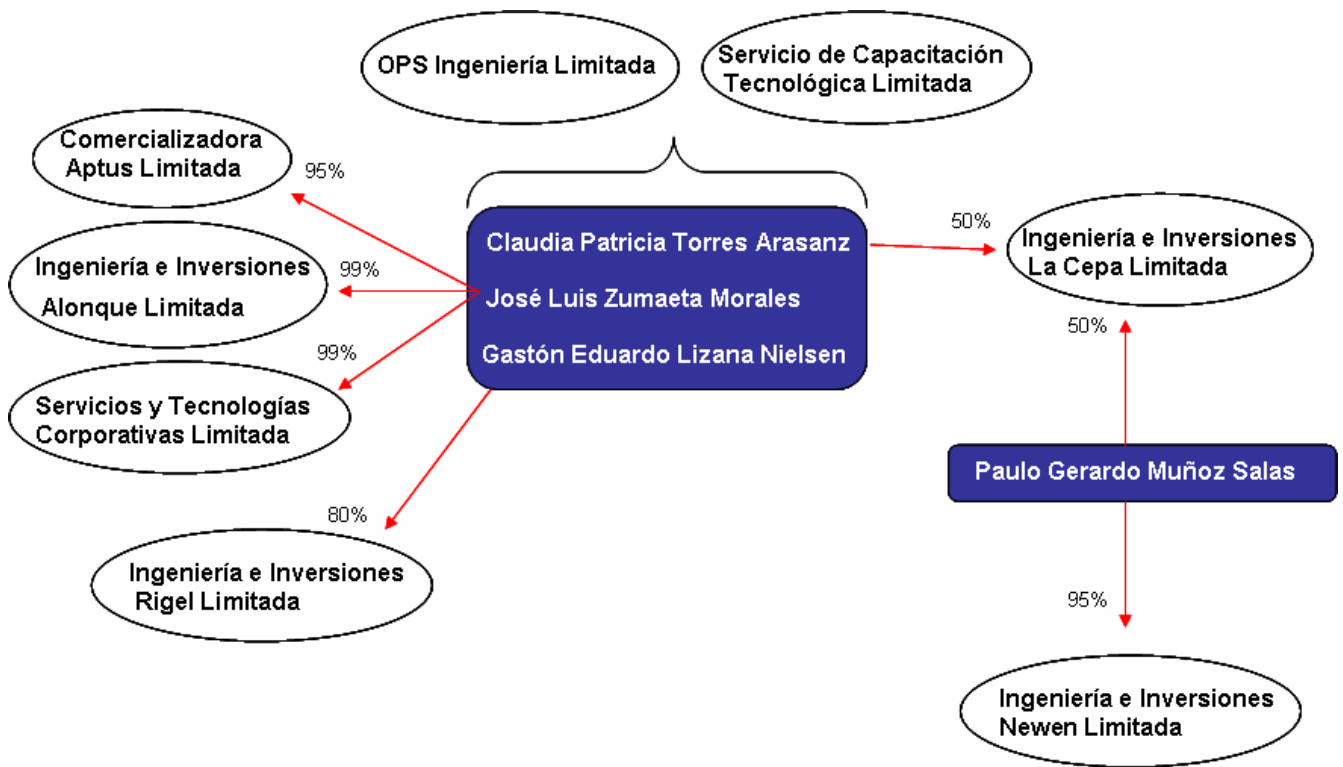 OPS Ingeniería Limitada
Servicio de Capacitación
Tecnológica Limitada
Comercializadora
Aptus Limitada
95%
Ingeniería e Inversiones
Alonque Limitada
99%
Servicios y Tecnologías
Corporativas Limitada
99%
Claudia Patricia Torres Arasanz
José Luis Zumaeta Morales
Gastón Eduardo Lizana Nielsen
50%
Ingeniería e Inversiones
La Cepa Limitada
50%
Paulo Gerardo Muñoz Salas
80%
Ingeniería e Inversiones
Rigel Limitada
95%
Ingeniería e Inversiones
Newen Limitada